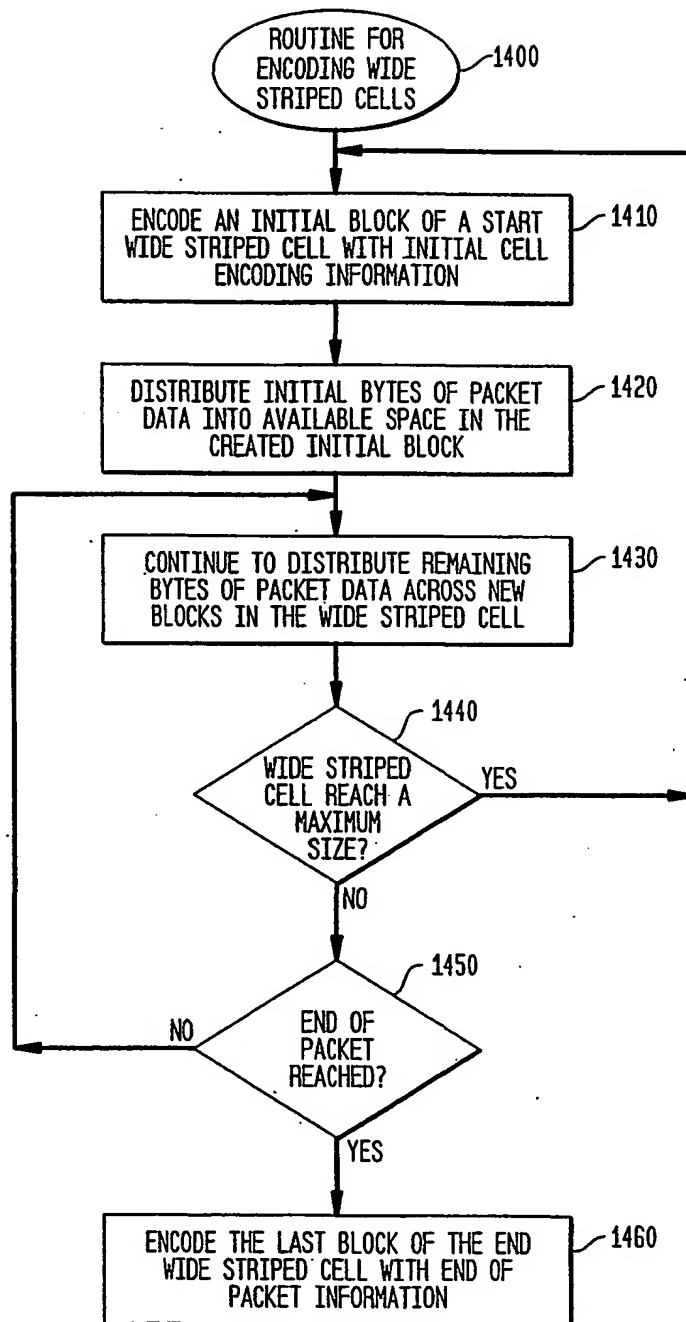 ROUTINE FOR
ENCODING WIDE
STRIPED CELLS
1400
ENCODE AN INITIAL BLOCK OF A START
WIDE STRIPED CELL WITH INITIAL CELL
ENCODING INFORMATION
1410
DISTRIBUTE INITIAL BYTES OF PACKET
DATA INTO AVAILABLE SPACE IN THE
CREATED INITIAL BLOCK
1420
CONTINUE TO DISTRIBUTE REMAINING
BYTES OF PACKET DATA ACROSS NEW
BLOCKS IN THE WIDE STRIPED CELL
1430
1440
WIDE STRIPED
CELL REACH A
MAXIMUM
SIZE?
YES
NO
1450
END OF
PACKET
REACHED?
NO
YES
ENCODE THE LAST BLOCK OF THE END
WIDE STRIPED CELL WITH END OF
PACKET INFORMATION
1460